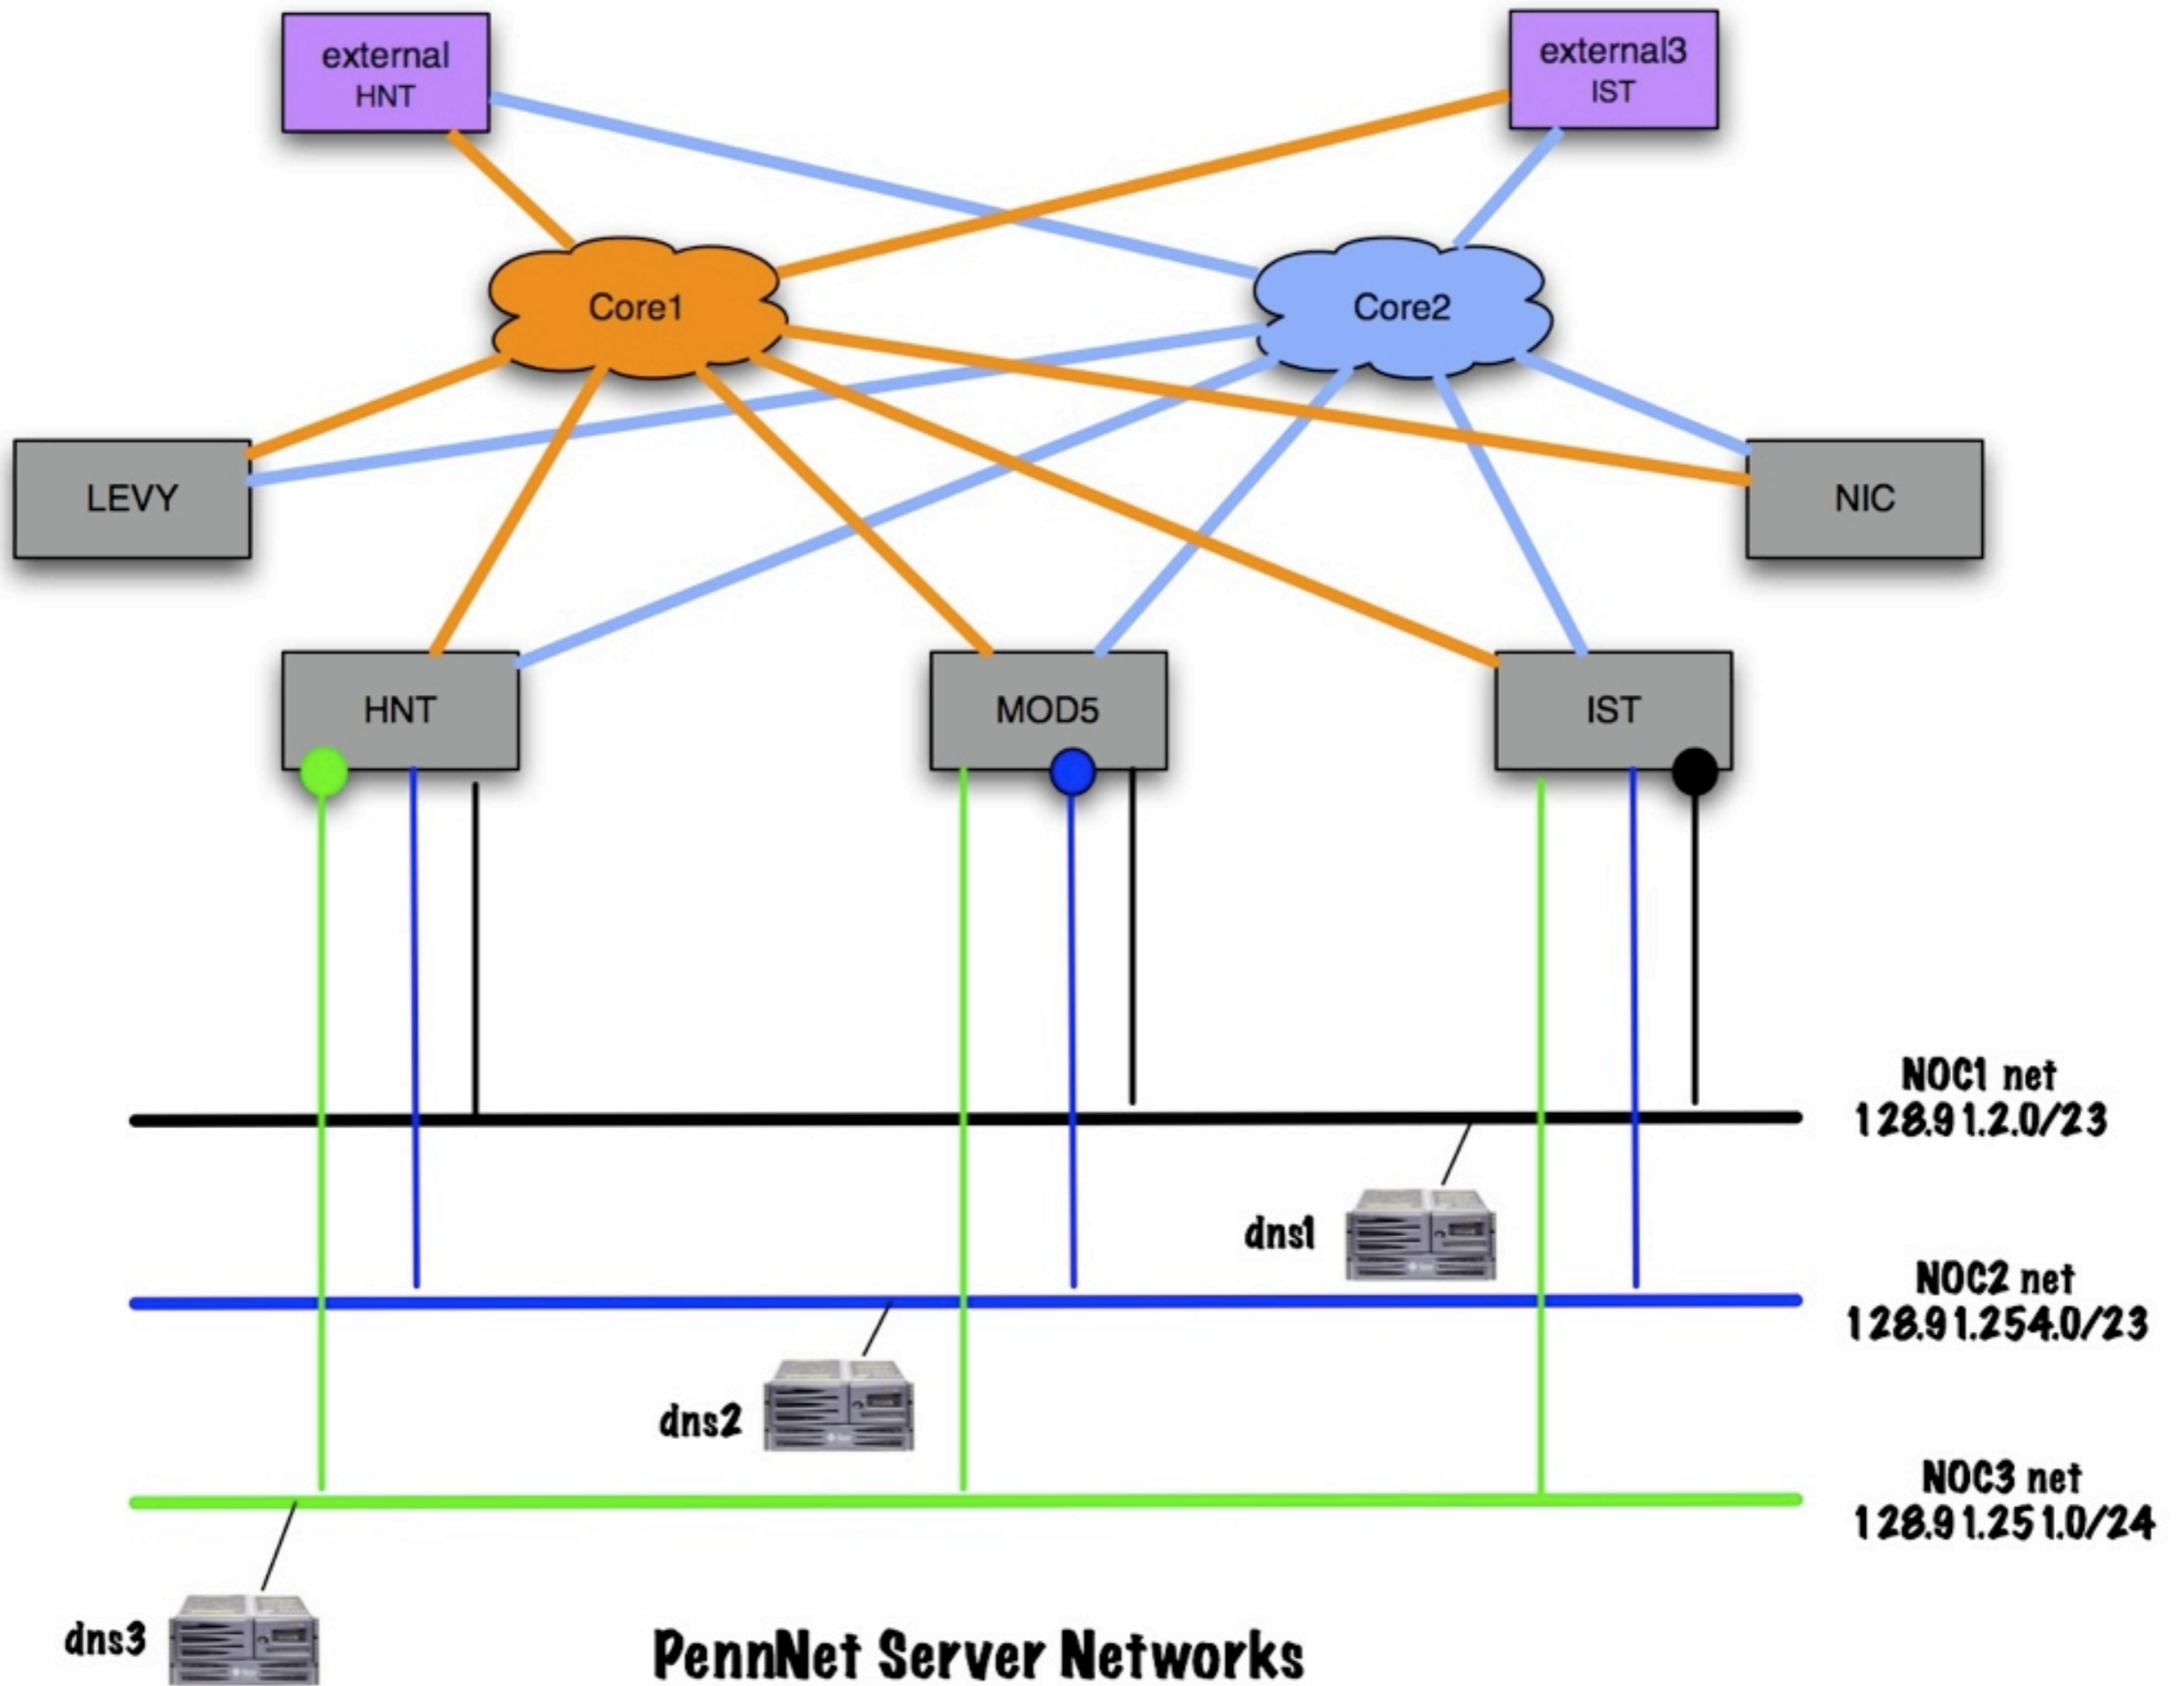 external
HNT
external3
IST
Core1
Core2
LEVY
NIC
HNT
MOD5
IST
NOC1 net
128.91.2.0/23
dns1
NOC2 net
128.91.254.0/23
dns2
NOC3 net
128.91.251.0/24
dns3
PennNet Server Networks